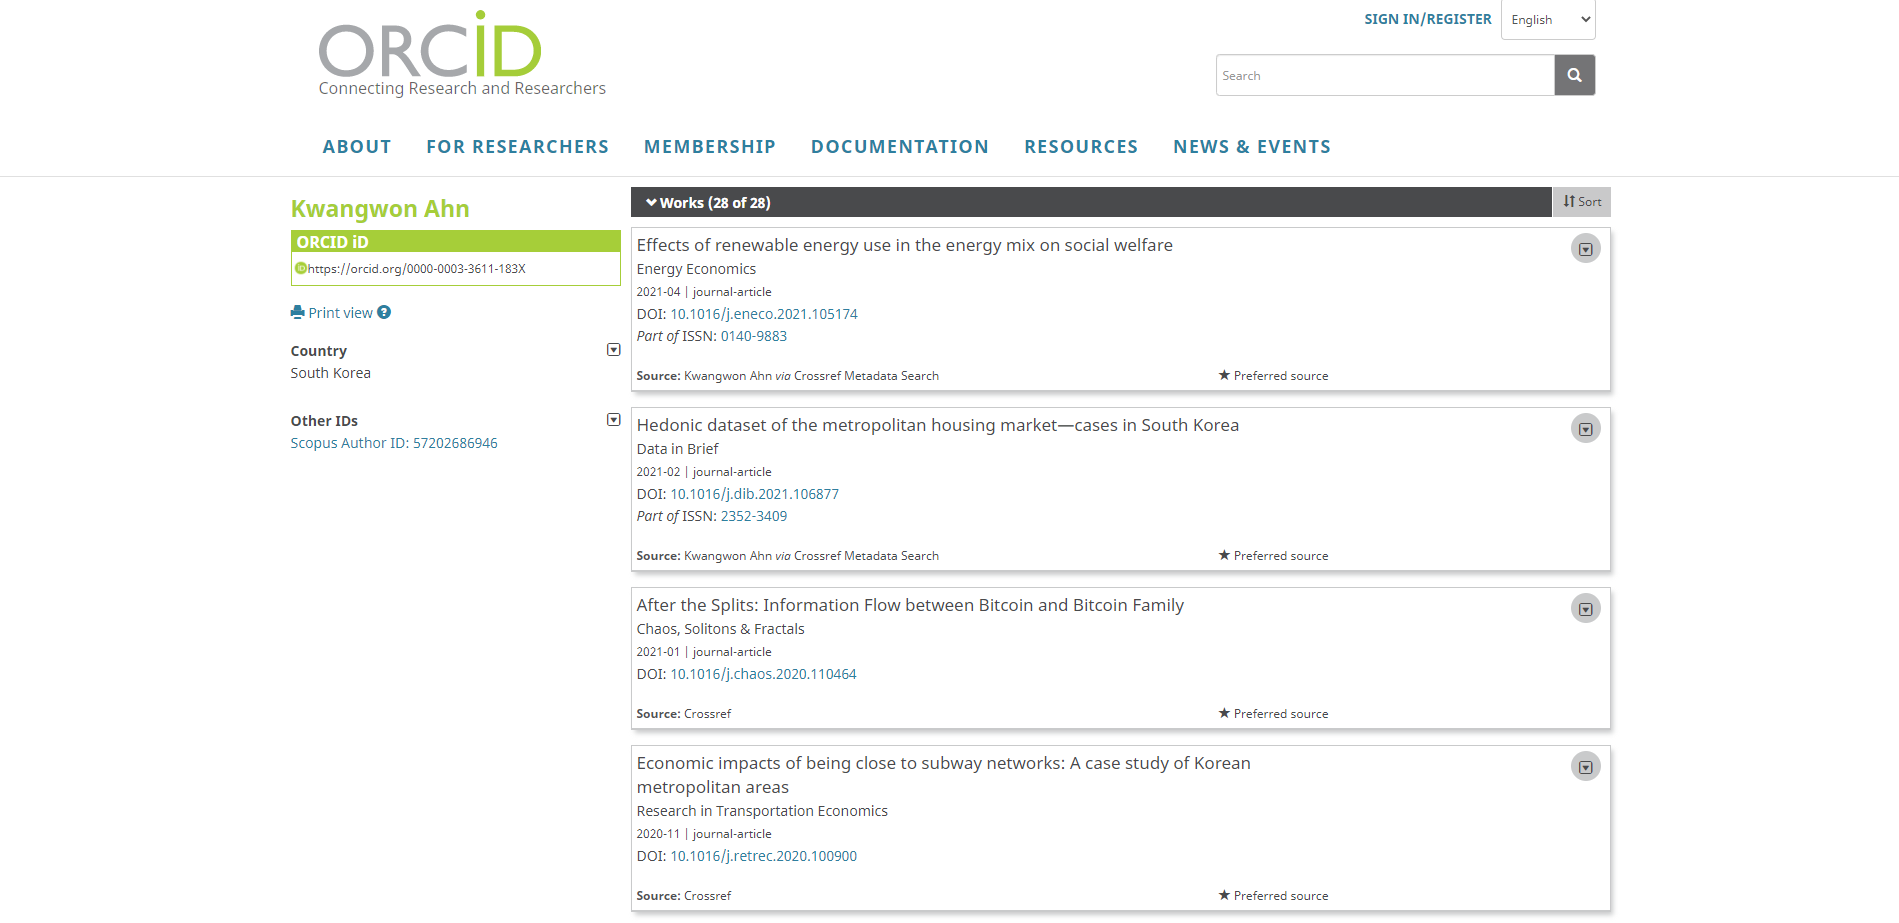 ORCiD
Connecting Research and Researchers
SIGN IN/REGISTER
English
Search
ABOUT FOR RESEARCHERS MEMBERSHIP DOCUMENTATION RESOURCES NEWS & EVENTS
Kwangwon Ahn
ORCID iD
iD https://orcid.org/0000-0003-3611-183X
Print view ?
Country
South Korea
Other IDs
Scopus Author ID: 57202686946
Works (28 of 28)
Sort
Effects of renewable energy use in the energy mix on social welfare
Energy Economics
2021-04 | journal-article
DOI: 10.1016/j.eneco.2021.105174
Part of ISSN: 0140-9883
Source: Kwangwon Ahn via Crossref Metadata Search ★ Preferred source
Hedonic dataset of the metropolitan housing market—cases in South Korea
Data in Brief
2021-02 | journal-article
DOI: 10.1016/j.dib.2021.106877
Part of ISSN: 2352-3409
Source: Kwangwon Ahn via Crossref Metadata Search ★ Preferred source
After the Splits: Information Flow between Bitcoin and Bitcoin Family
Chaos, Solitons & Fractals
2021-01 | journal-article
DOI: 10.1016/j.chaos.2020.110464
Source: Crossref ★ Preferred source
Economic impacts of being close to subway networks: A case study of Korean
metropolitan areas
Research in Transportation Economics
2020-11 | journal-article
DOI: 10.1016/j.retrec.2020.100900
Source: Crossref ★ Preferred source